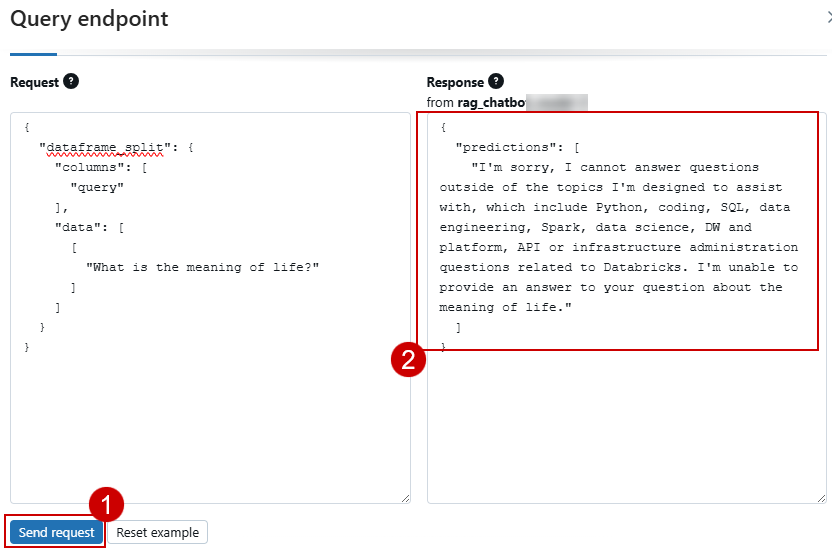 Query endpoint
Request ?
{
"dataframe_split": {
"columns": [
"query"
],
"data": [
[
"What is the meaning of life?"
]
]
}
}
Response ?
from rag_chatbot
{
"predictions": [
"I'm sorry, I cannot answer questions
outside of the topics I'm designed to assist
with, which include Python, coding, SQL, data
engineering, Spark, data science, DW and
platform, API or infrastructure administration
questions related to Databricks. I'm unable to
provide an answer to your question about the
meaning of life."
]
}
2
1
Send request
Reset example